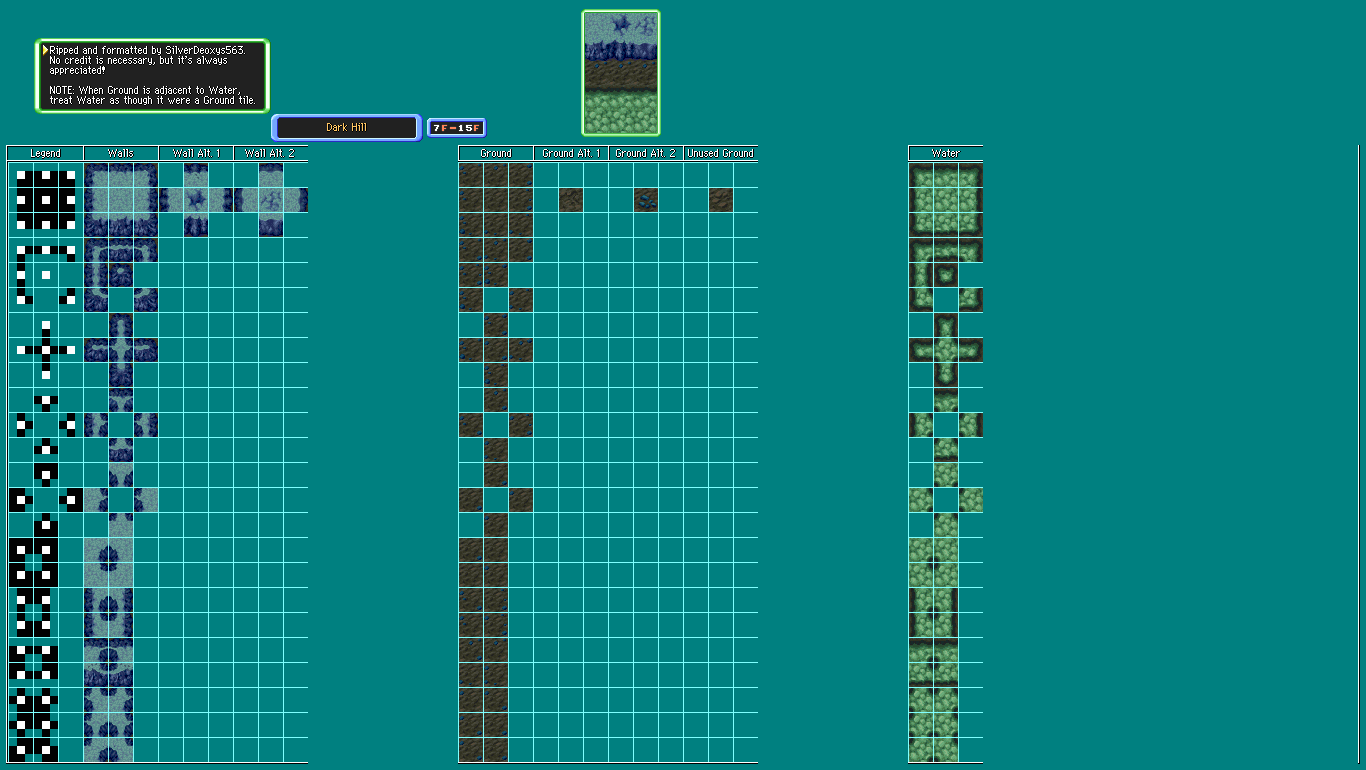 Ripped and formatted by SilverDeoxys563.
No credit is necessary, but it's always
appreciated!
NOTE: When Ground is adjacent to Water,
treat Water as though it were a Ground tile.
Dark Hill
7F-15F
Legend Walls Wall Alt. 1 Wall Alt. 2 Ground Ground Alt. 1 Ground Alt. 2 Unused Ground Water